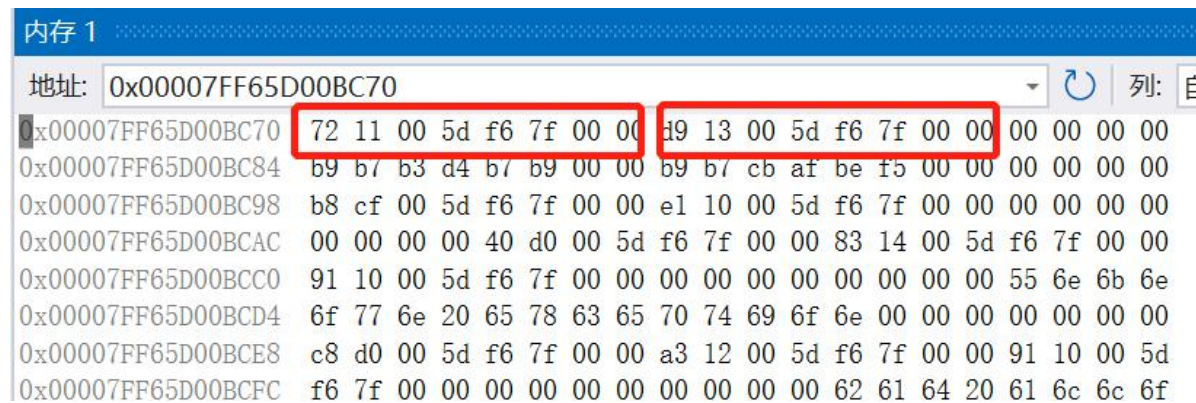 内存 1
地址: 0x00007FF65D00BC70 列: 自
0x00007FF65D00BC70 72 11 00 5d f6 7f 00 00 d9 13 00 5d f6 7f 00 00 00 00 00 00
0x00007FF65D00BC84 b9 b7 b3 d4 b7 b9 00 00 b9 b7 cb af be f5 00 00 00 00 00 00
0x00007FF65D00BC98 b8 cf 00 5d f6 7f 00 00 e1 10 00 5d f6 7f 00 00 00 00 00 00
0x00007FF65D00BCAC 00 00 00 00 40 d0 00 5d f6 7f 00 00 83 14 00 5d f6 7f 00 00
0x00007FF65D00BCC0 91 10 00 5d f6 7f 00 00 00 00 00 00 00 00 00 00 55 6e 6b 6e
0x00007FF65D00BCD4 6f 77 6e 20 65 78 63 65 70 74 69 6f 6e 00 00 00 00 00 00 00
0x00007FF65D00BCE8 c8 d0 00 5d f6 7f 00 00 a3 12 00 5d f6 7f 00 00 91 10 00 5d
0x00007FF65D00BCFC f6 7f 00 00 00 00 00 00 00 00 00 00 62 61 64 20 61 6c 6c 6f